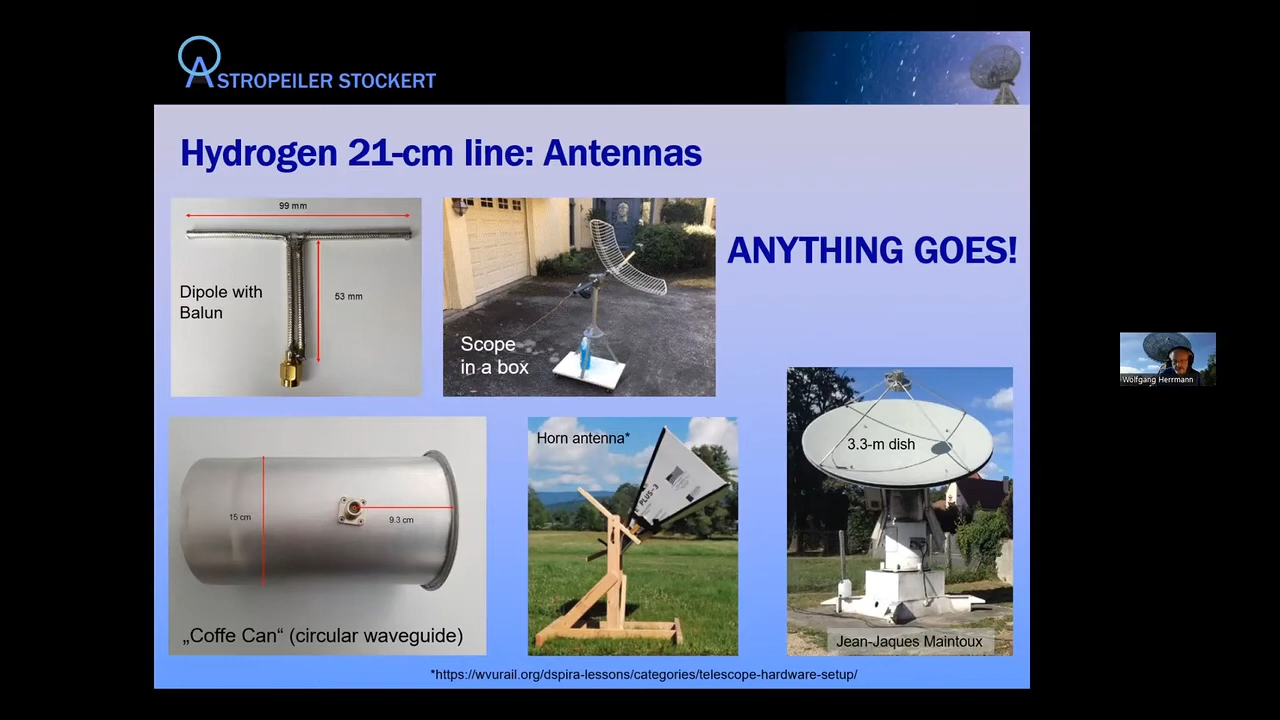 ASTROPEILER STOCKERT
Hydrogen 21-cm line: Antennas
99 mm
53 mm
Dipole with
Balun
Scope
in a box
ANYTHING GOES!
15 cm
9.3 cm
„Coffe Can“ (circular waveguide)
Horn antenna*
PLUS-3
3.3-m dish
Jean-Jaques Maintoux
*https://wvurail.org/dspira-lessons/categories/telescope-hardware-setup/
Wolfgang Herrmann